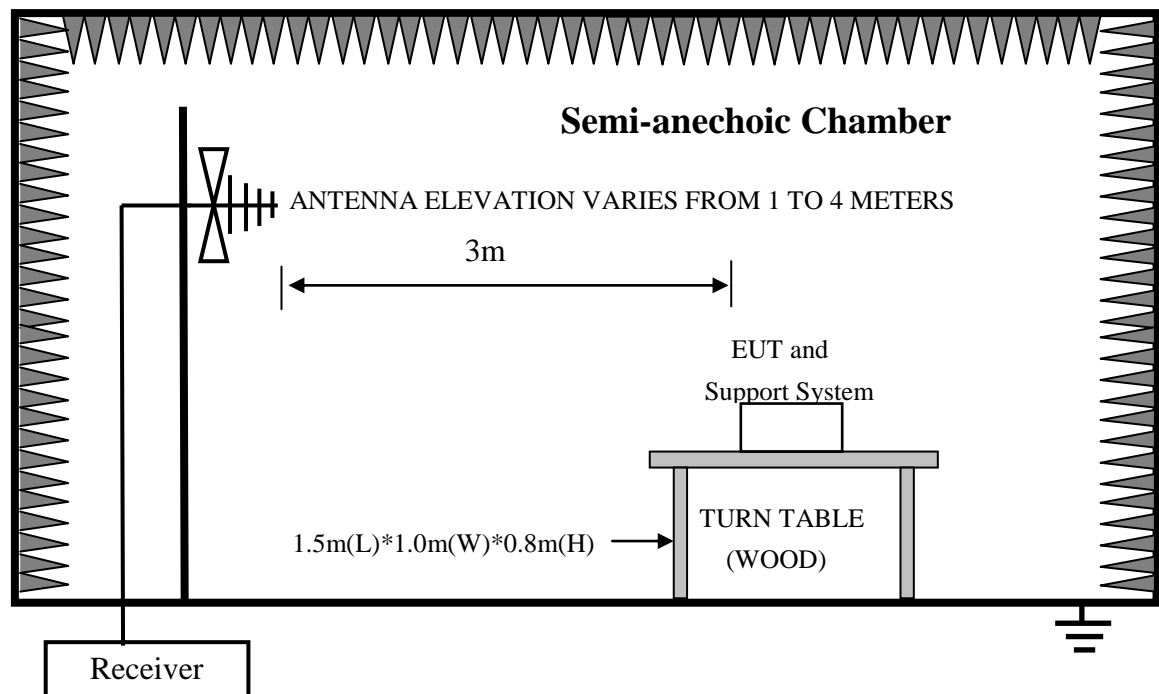 Semi-anechoic Chamber
ANTENNA ELEVATION VARIES FROM 1 TO 4 METERS
3m
EUT and
Support System
TURN TABLE
1.5m(L)*1.0m(W)*0.8m(H)
(WOOD)
Receiver